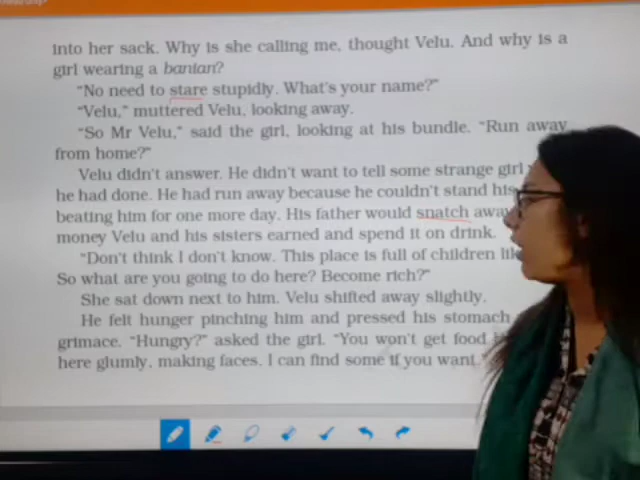 into her sack. Why is she calling me, thought Velu. And why is a
girl wearing a banian?
“No need to stare stupidly. What's your name?”
“Velu,” muttered Velu, looking away.
“So Mr Velu,” said the girl, looking at his bundle. “Run away
from home?”
Velu didn't answer. He didn't want to tell some strange girl
he had done. He had run away because he couldn't stand his
beating him for one more day. His father would snatch away
money Velu and his sisters earned and spend it on drink.
“Don't think I don't know. This place is full of children
So what are you going to do here? Become rich?”
She sat down next to him. Velu shifted away slightly.
He felt hunger pinching him and pressed his stomach
grimace. “Hungry?” asked the girl. “You won't get food
here glumly, making faces. I can find some if you want.